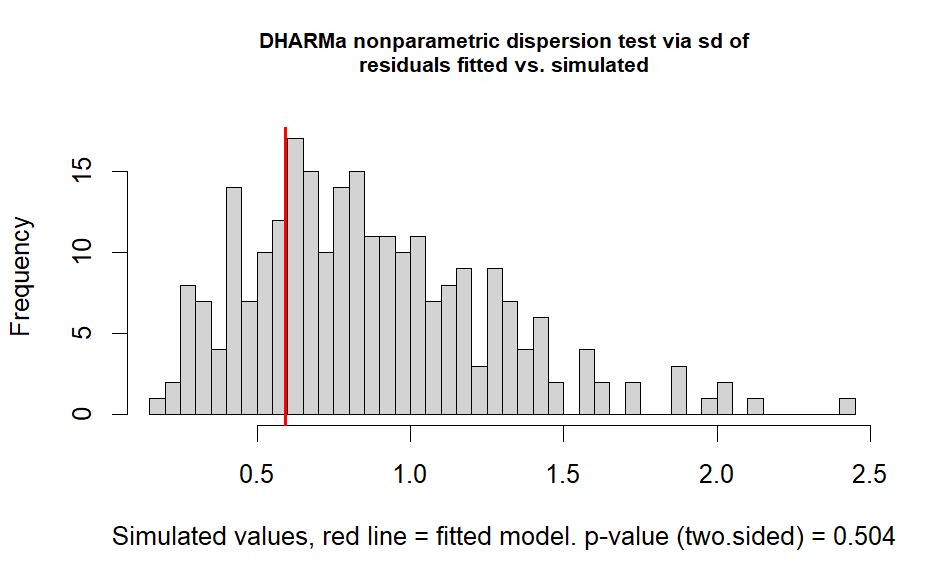 DHARMa nonparametric dispersion test via sd of
residuals fitted vs. simulated
Frequency
15
10
5
0
0.5 1.0 1.5 2.0 2.5
Simulated values, red line = fitted model. p-value (two.sided) = 0.504